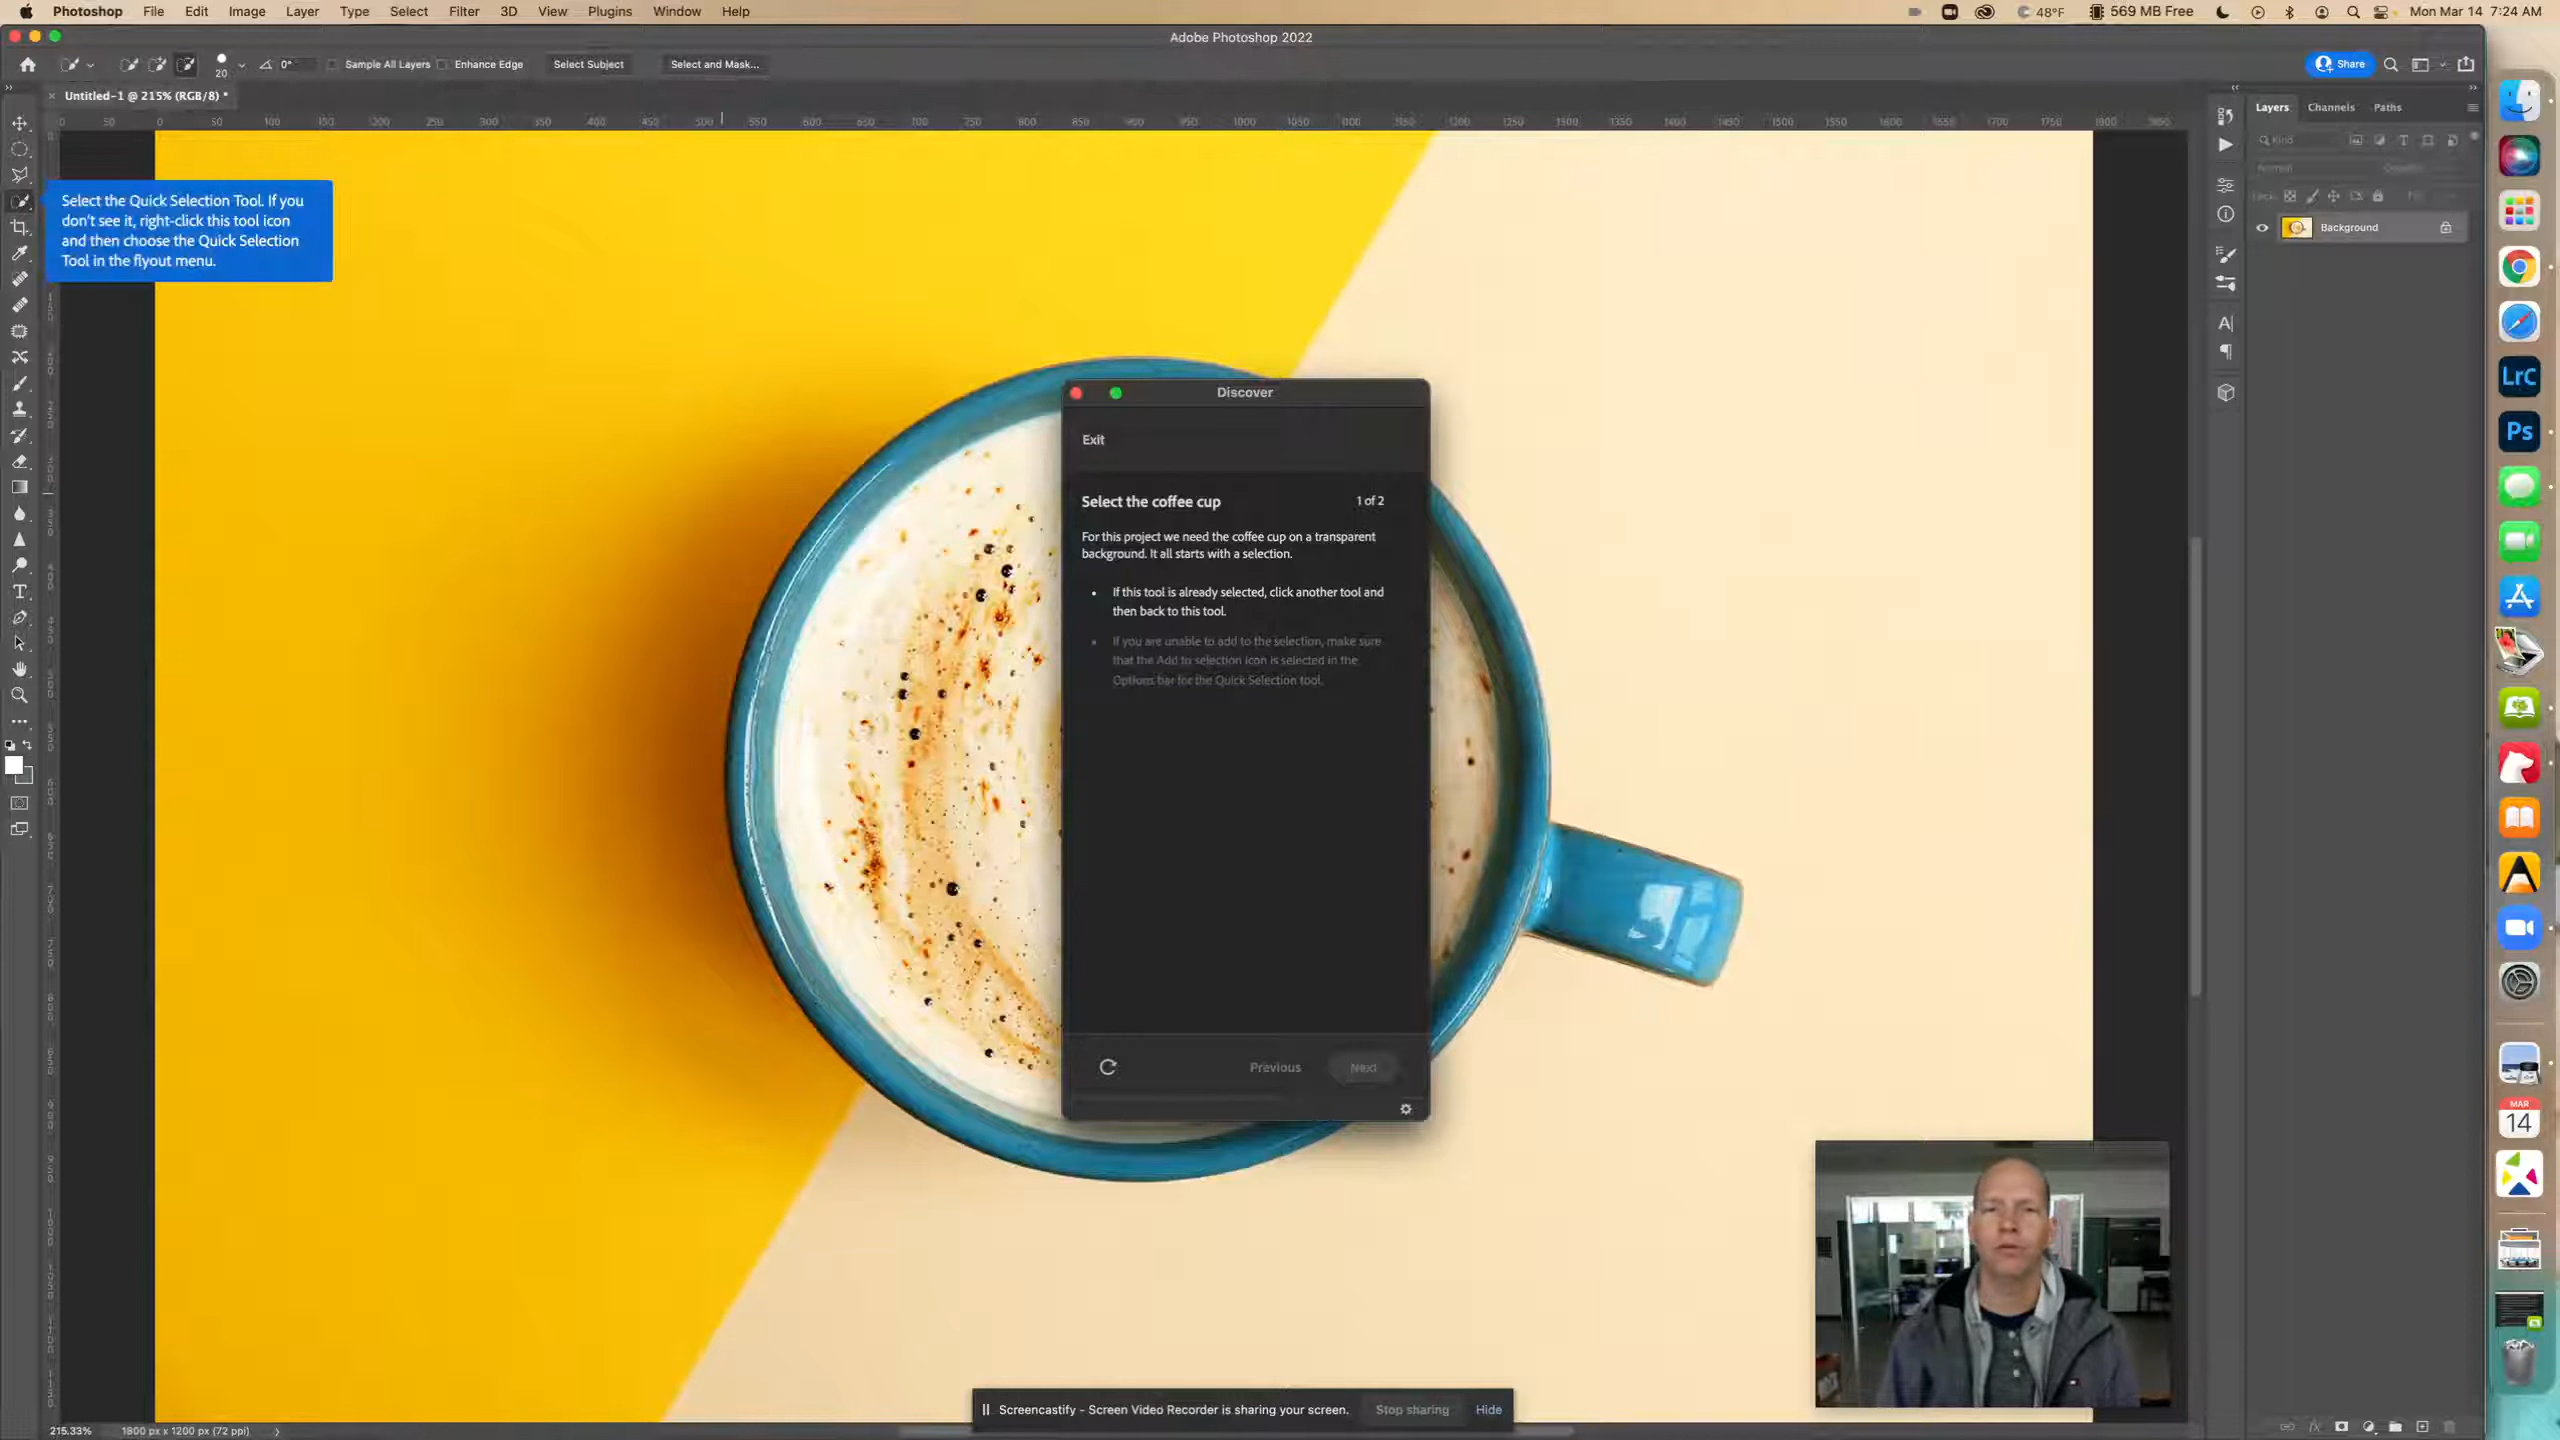 Photoshop File Edit Image Layer Type Select Filter 3D View Plugins Window Help
48°F 569 MB Free Mon Mar 14 7:24 AM
Adobe Photoshop 2022
20 0° Sample All Layers Enhance Edge Select Subject Select and Mask... Share
Untitled-1 @ 215% (RGB/8) *
Layers Channels Paths
Kind
Normal
Lock:
Background
Select the Quick Selection Tool. If you
don't see it, right-click this tool icon
and then choose the Quick Selection
Tool in the flyout menu.
Discover
Exit
Select the coffee cup 1 of 2
For this project we need the coffee cup on a transparent
background. It all starts with a selection.
• If this tool is already selected, click another tool and
then back to this tool.
• If you are unable to add to the selection, make sure
that the Add to selection icon is selected in the
Options bar for the Quick Selection tool.
Previous Next
LrC
Ps
MAR
14
Screencastify - Screen Video Recorder is sharing your screen. Stop sharing Hide
215.33% 1800 px x 1200 px (72 ppi)